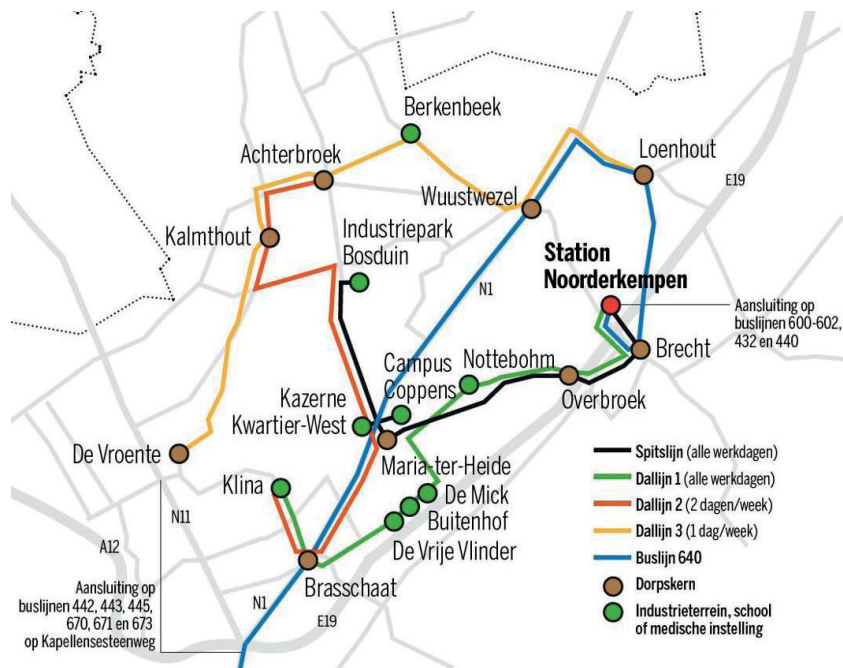 Berkenbeek
Achterbroek
Loenhout
Wuustwezel
E19
Kalmthout
Industriepark
Bosduin
Station
Noorderkempen
N1
Aansluiting op
buslijnen 600-602,
432 en 440
Brecht
Campus
Coppens
Nottebohm
Overbroek
Kazerne
Kwartier-West
De Vroente
Maria-ter-Heide
Klina
De Mick
Buitenhof
De Vrije Vlinder
N11
A12
Brasschaat
Aansluiting op
buslijnen 442, 443, 445,
670, 671 en 673
op Kapellensesteenweg
N1
E19
Spitslijn (alle werkdagen)
Dallijn 1 (alle werkdagen)
Dallijn 2 (2 dagen/week)
Dallijn 3 (1 dag/week)
Buslijn 640
Dorpskern
Industrieterrein, school
of medische instelling